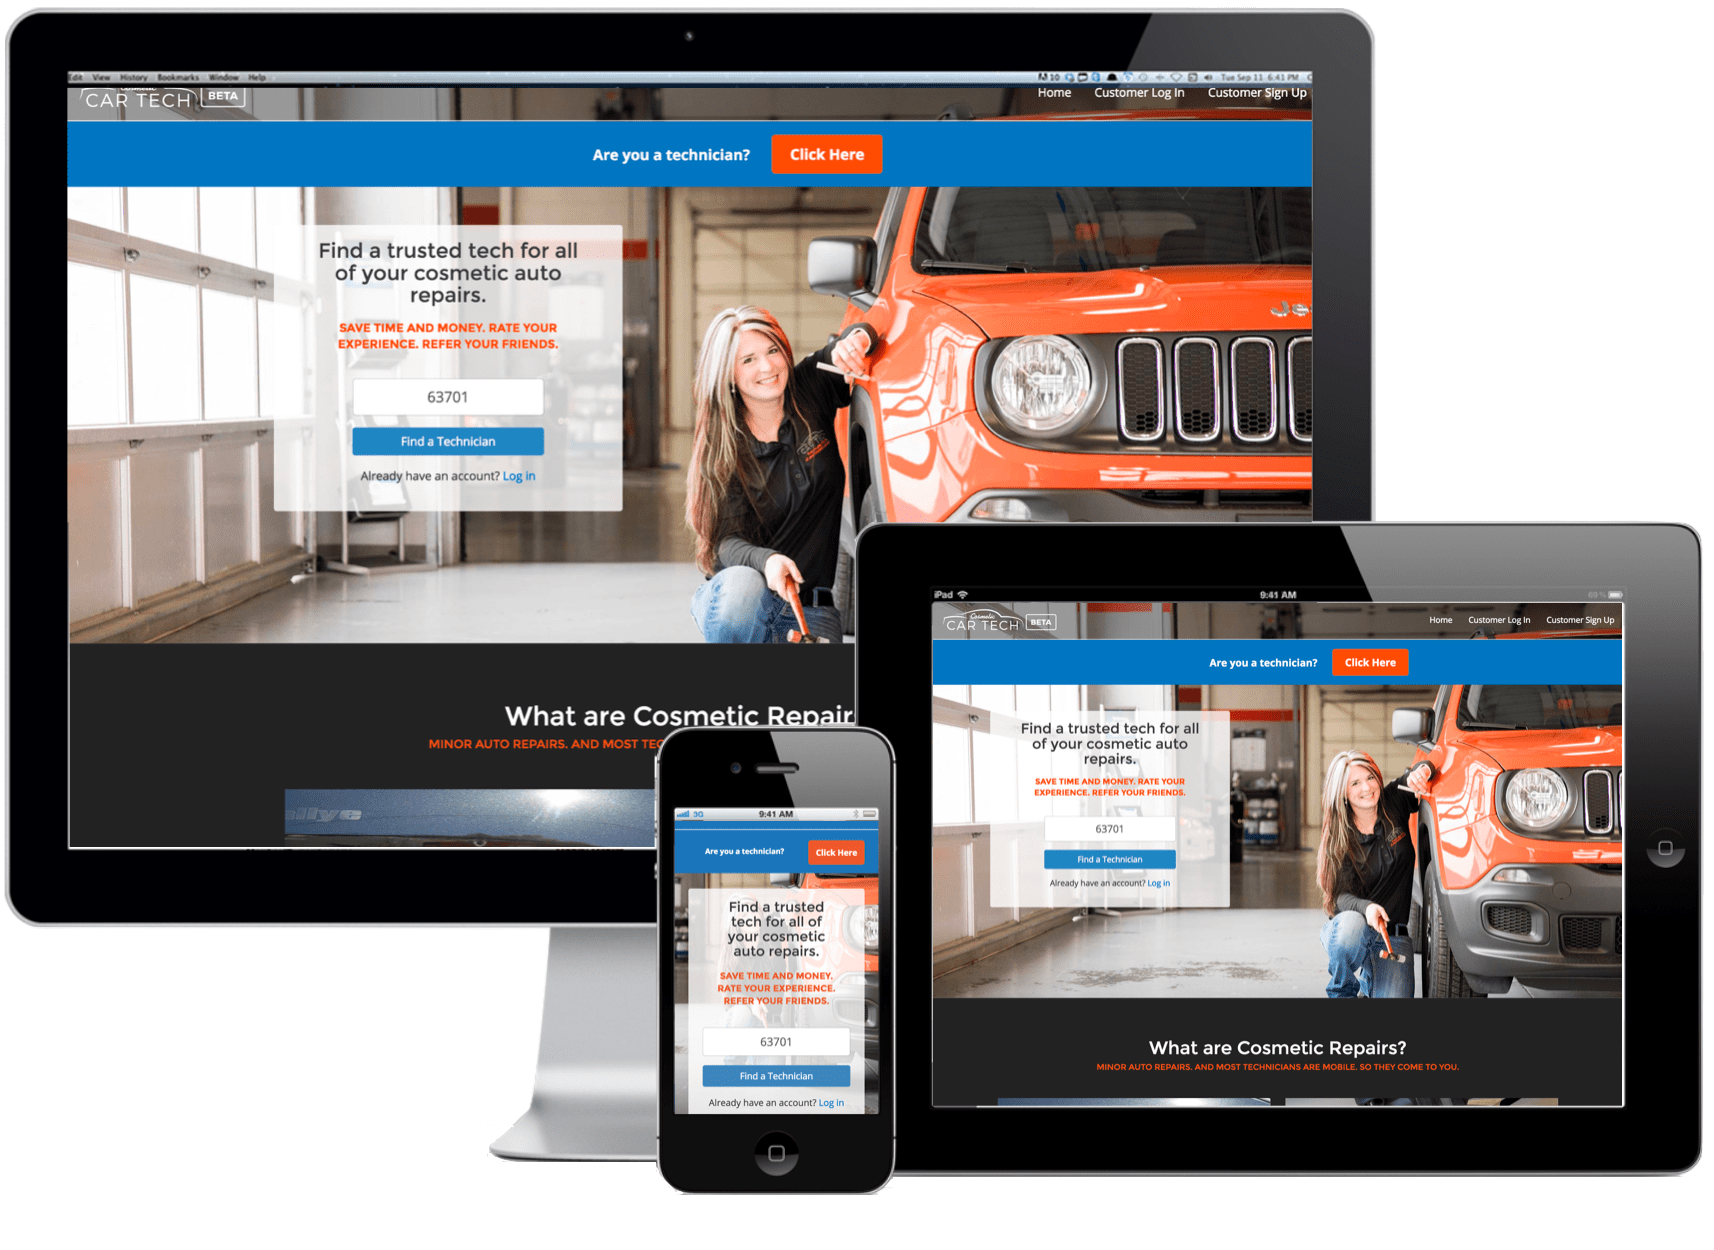 Edit View History Bookmarks Window Help
10 Tue Sep 11 6:41 PM
Cosmetic
CAR TECH BETA
Home Customer Log In Customer Sign Up
Are you a technician? Click Here
Find a trusted tech for all
of your cosmetic auto
repairs.
SAVE TIME AND MONEY. RATE YOUR
EXPERIENCE. REFER YOUR FRIENDS.
63701
Find a Technician
Already have an account? Log in
Je
What are Cosmetic Repair
MINOR AUTO REPAIRS. AND MOST TEC
allye
3G 9:41 AM
Are you a technician? Click Here
Find a trusted
tech for all of
your cosmetic
auto repairs.
SAVE TIME AND MONEY.
RATE YOUR EXPERIENCE.
REFER YOUR FRIENDS.
63701
Find a Technician
Already have an account? Log in
iPad 9:41 AM 69%
Cosmetic
CAR TECH BETA
Home Customer Log In Customer Sign Up
Are you a technician? Click Here
Find a trusted tech for all
of your cosmetic auto
repairs.
SAVE TIME AND MONEY. RATE YOUR
EXPERIENCE. REFER YOUR FRIENDS.
63701
Find a Technician
Already have an account? Log in
What are Cosmetic Repairs?
MINOR AUTO REPAIRS. AND MOST TECHNICIANS ARE MOBILE. SO THEY COME TO YOU.